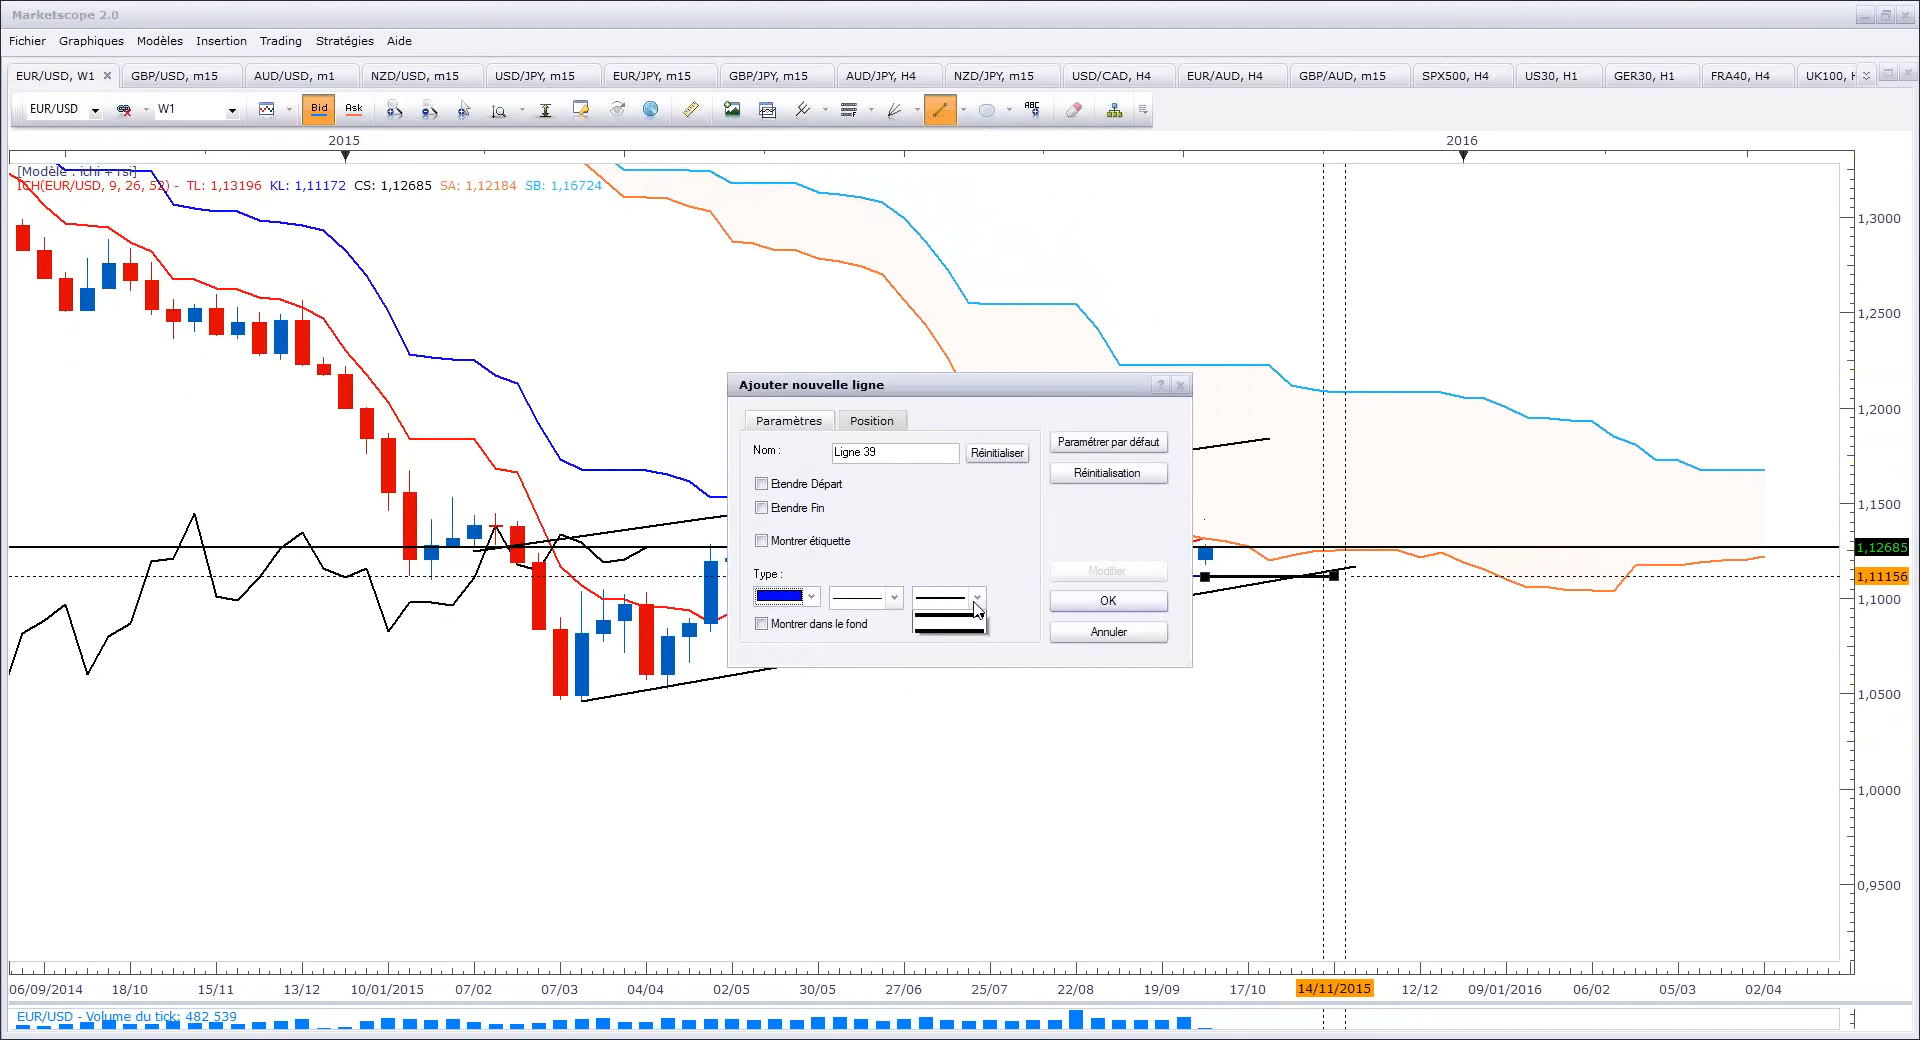 Marketscope 2.0
Fichier Graphiques Modèles Insertion Trading Stratégies Aide
EUR/USD, W1 GBP/USD, m15 AUD/USD, m1 NZD/USD, m15 USD/JPY, m15 EUR/JPY, m15 GBP/JPY, m15 AUD/JPY, H4 NZD/JPY, m15 USD/CAD, H4 EUR/AUD, H4 GBP/AUD, m15 SPX500, H4 US30, H1 GER30, H1 FRA40, H4 UK100,
EUR/USD W1 Bid Ask ABC
2015 2016
[Modèle : ichi + rsi]
ICH(EUR/USD, 9, 26, 52) - TL: 1,13196 KL: 1,11172 CS: 1,12685 SA: 1,12184 SB: 1,16724
1,3000
1,2500
1,2000
1,1500
1,12685
1,11156
1,1000
1,0500
1,0000
0,9500
Ajouter nouvelle ligne
Paramètres Position
Nom : Ligne 39 Réinitialiser
Paramétrer par défaut
Réinitialisation
Etendre Départ
Etendre Fin
Montrer étiquette
Type :
Montrer dans le fond
Modifier
OK
Annuler
06/09/2014 18/10 15/11 13/12 10/01/2015 07/02 07/03 04/04 02/05 30/05 27/06 25/07 22/08 19/09 17/10 14/11/2015 12/12 09/01/2016 06/02 05/03 02/04
EUR/USD - Volume du tick: 482 539